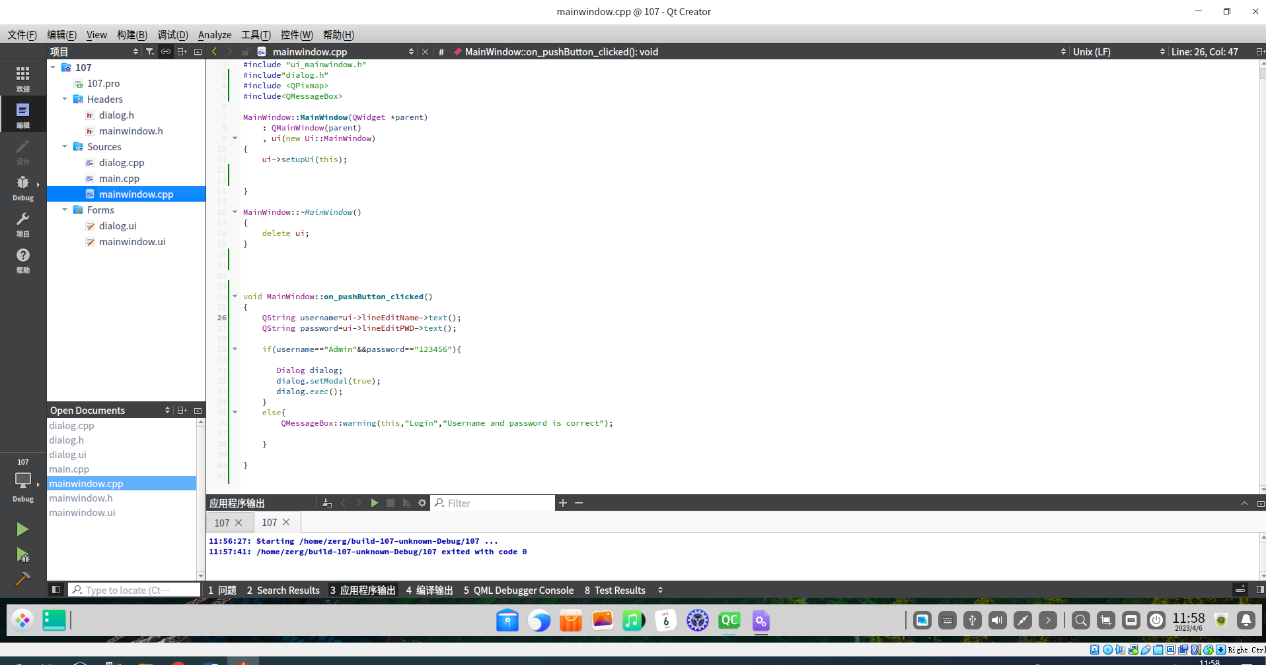 mainwindow.cpp @ 107 - Qt Creator
文件(F) 编辑(E) View 构建(B) 调试(D) Analyze 工具(T) 控件(W) 帮助(H)
项目
mainwindow.cpp
# MainWindow::on_pushButton_clicked(): void
Unix (LF)
Line: 26, Col: 47
欢迎
编辑
设计
Debug
项目
帮助
107
Debug
107
107.pro
Headers
dialog.h
mainwindow.h
Sources
dialog.cpp
main.cpp
mainwindow.cpp
Forms
dialog.ui
mainwindow.ui
Open Documents
dialog.cpp
dialog.h
dialog.ui
main.cpp
mainwindow.cpp
mainwindow.h
mainwindow.ui
#include "ui_mainwindow.h"
#include"dialog.h"
#include <QPixmap>
#include<QMessageBox>
MainWindow::MainWindow(QWidget *parent)
: QMainWindow(parent)
, ui(new Ui::MainWindow)
{
ui->setupUi(this);
}
MainWindow::~MainWindow()
{
delete ui;
}
void MainWindow::on_pushButton_clicked()
{
26 QString username=ui->lineEditName->text();
QString password=ui->lineEditPWD->text();
if(username=="Admin"&&password=="123456"){
Dialog dialog;
dialog.setModal(true);
dialog.exec();
}
else{
QMessageBox::warning(this,"Login","Username and password is correct");
}
}
应用程序输出
Filter
107
107
11:56:27: Starting /home/zerg/build-107-unknown-Debug/107 ...
11:57:41: /home/zerg/build-107-unknown-Debug/107 exited with code 0
Type to locate (Ct...
1 问题 2 Search Results 3 应用程序输出 4 编译输出 5 QML Debugger Console 8 Test Results
6
QC
11:58
2023/4/6
Right Ctrl
11:58